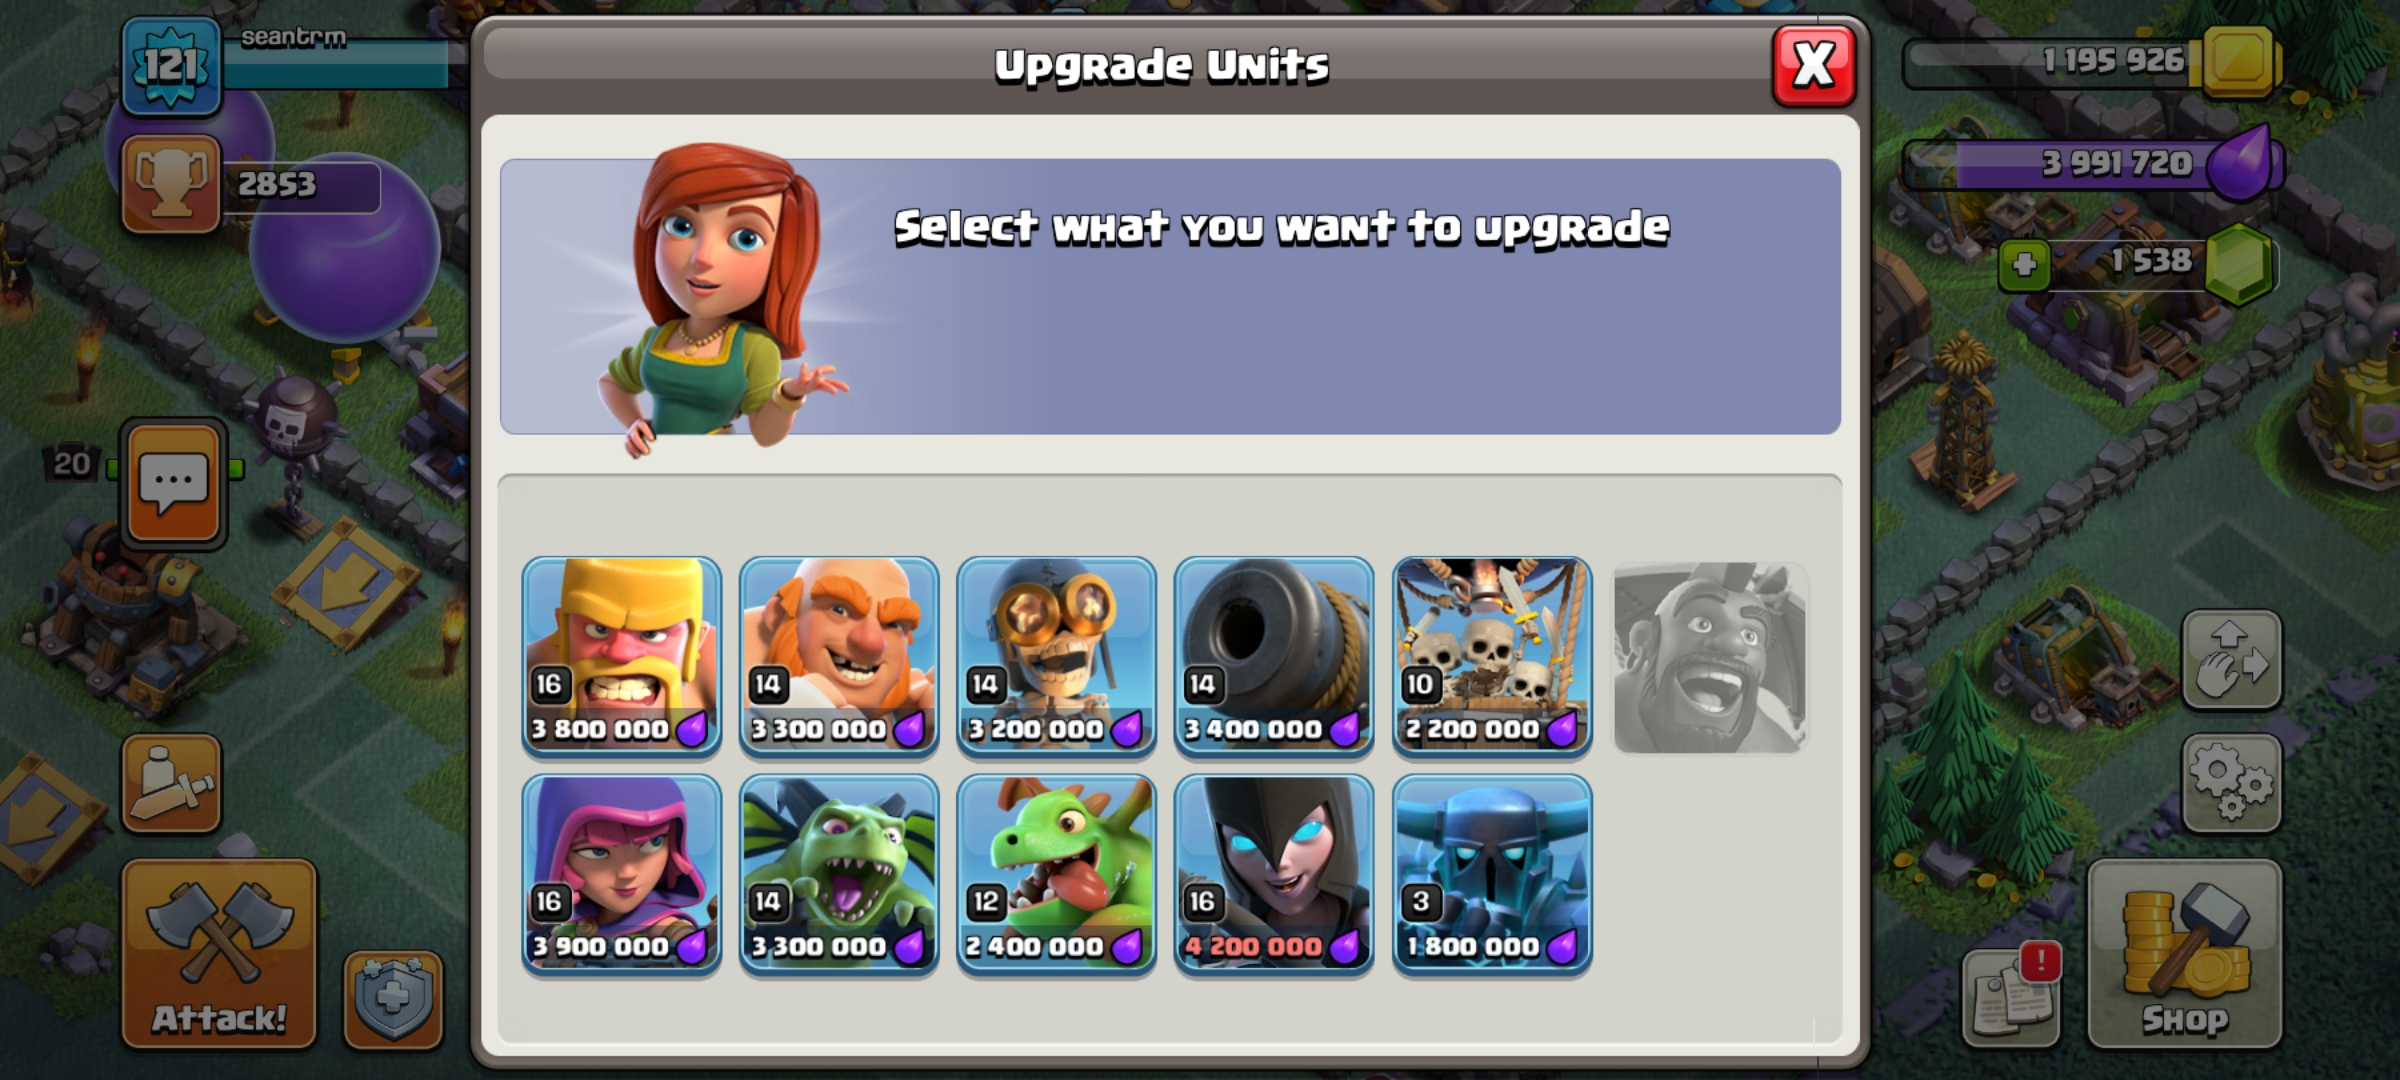 121
seantrm
Upgrade Units
X
1 195 926
2853
3 991 720
Select what you want to upgrade
1 538
20
16
14
14
14
10
3 800 000
3 300 000
3 200 000
3 400 000
2 200 000
16
14
12
16
3
3 900 000
3 300 000
2 400 000
4 200 000
1 800 000
!
Attack!
Shop